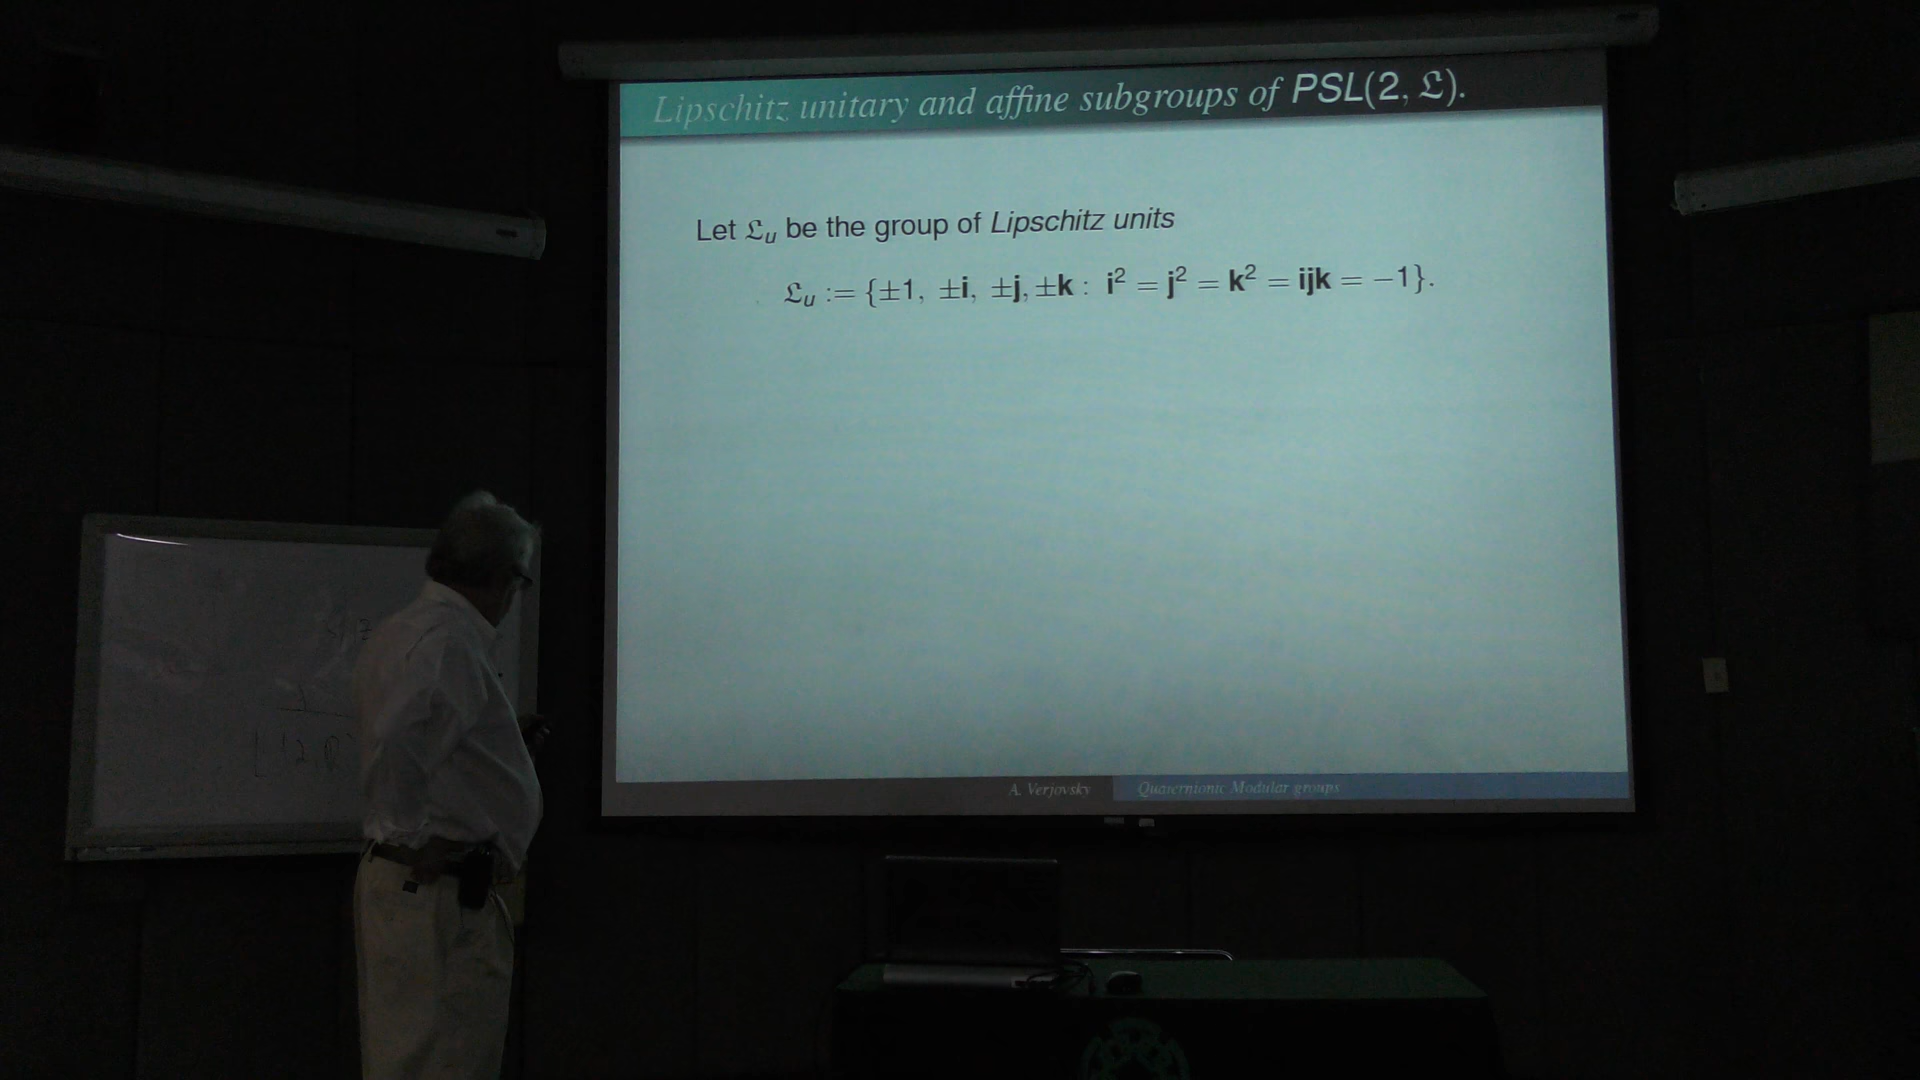 Lipschitz unitary and affine subgroups of PSL(2, 𝔏).
Let 𝔏ᵤ be the group of Lipschitz units
𝔏ᵤ := {±1, ±i, ±j, ±k : i² = j² = k² = ijk = −1}.
A. Verjovsky Quaternionic Modular groups